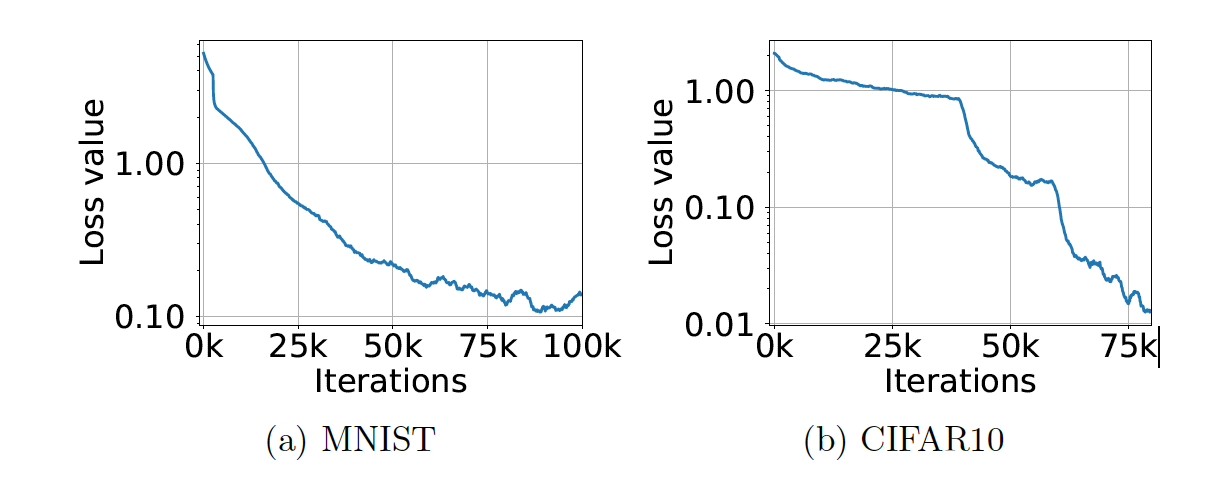 Loss value
1.00
0.10
0k 25k 50k 75k 100k
Iterations
(a) MNIST
Loss value
1.00
0.10
0.01
0k 25k 50k 75k
Iterations
(b) CIFAR10